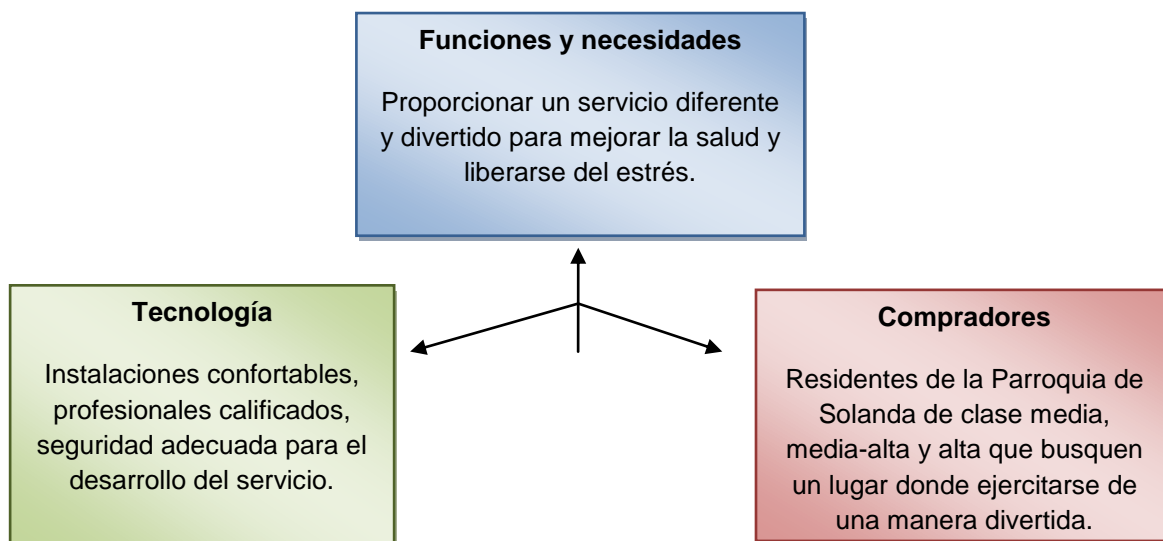 Funciones y necesidades
Proporcionar un servicio diferente
y divertido para mejorar la salud y
liberarse del estrés.
Tecnología
Instalaciones confortables,
profesionales calificados,
seguridad adecuada para el
desarrollo del servicio.
Compradores
Residentes de la Parroquia de
Solanda de clase media,
media-alta y alta que busquen
un lugar donde ejercitarse de
una manera divertida.